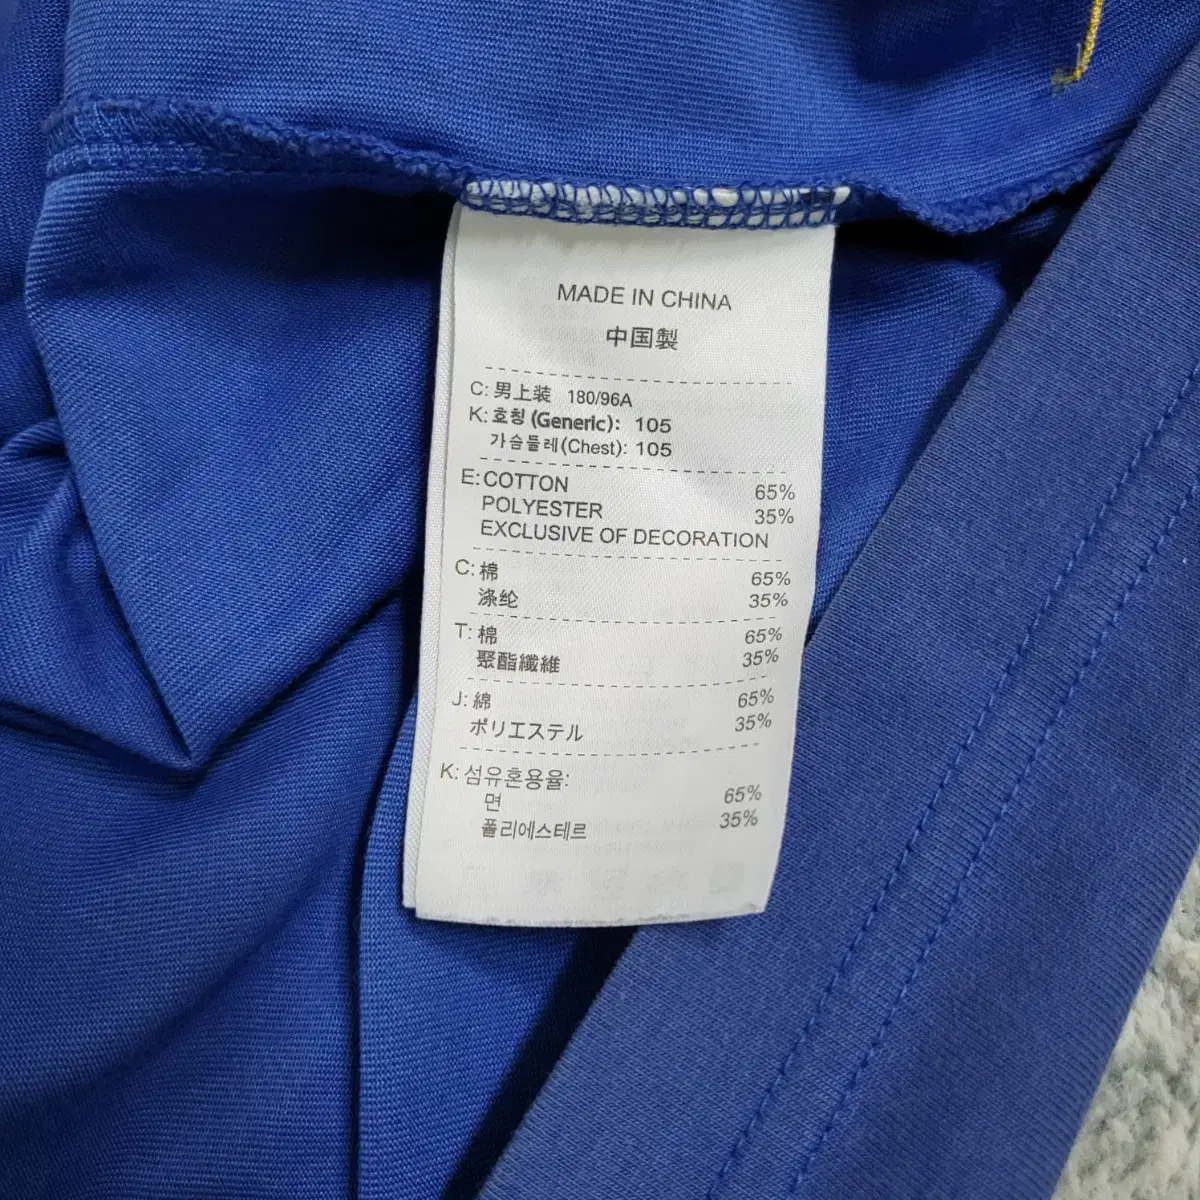 MADE IN CHINA
中国製
C: 男上装 180/96A
K: 호칭 (Generic): 105
가슴둘레(Chest): 105
E: COTTON 65%
POLYESTER 35%
EXCLUSIVE OF DECORATION
C: 棉 65%
涤纶 35%
T: 棉 65%
聚酯纖維 35%
J: 綿 65%
ポリエステル 35%
K: 섬유혼용율:
면 65%
폴리에스테르 35%